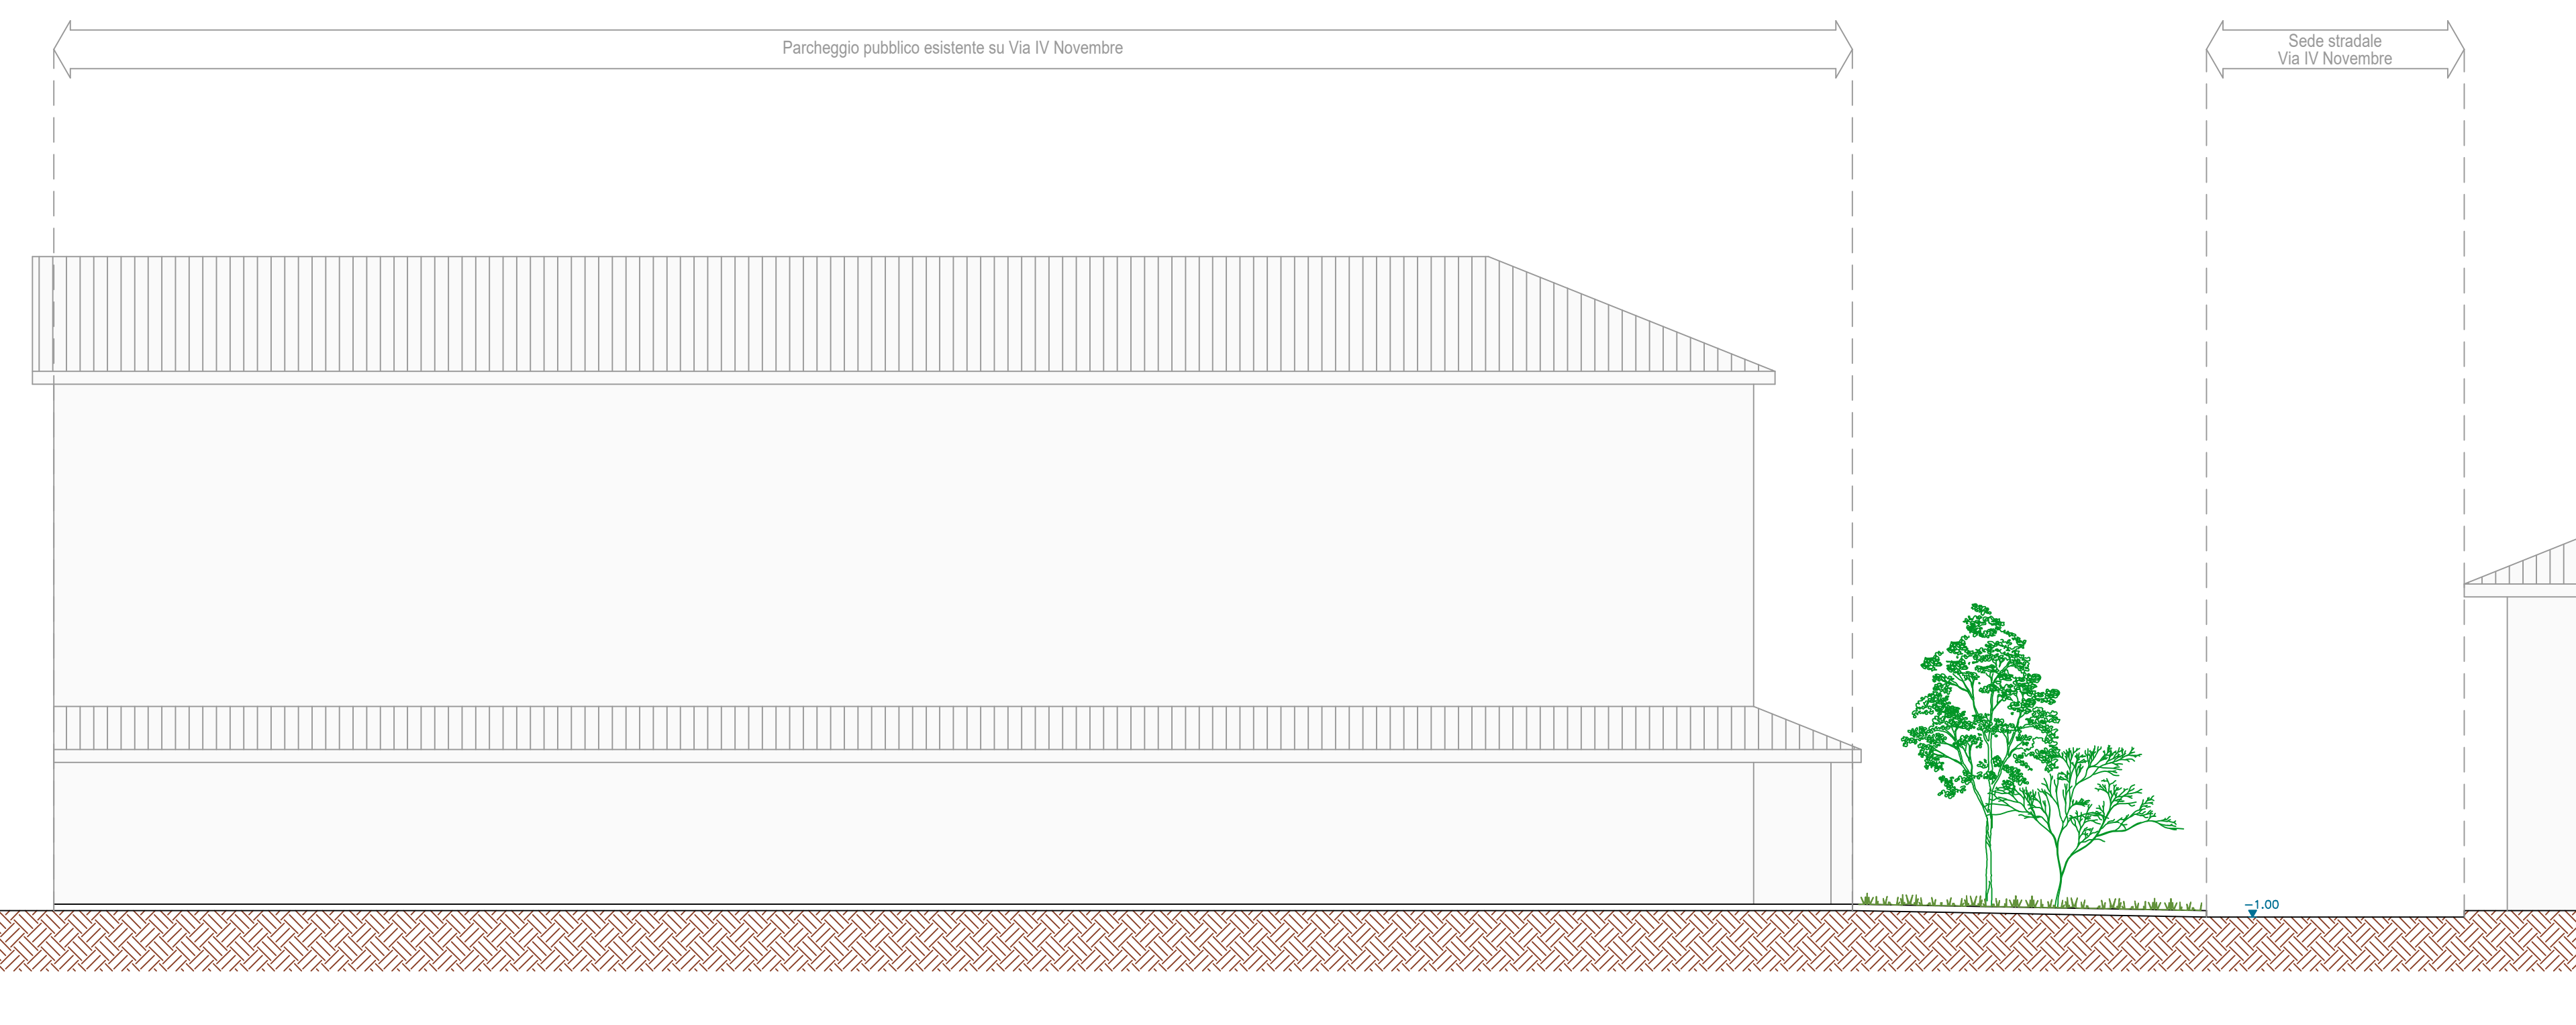 Parcheggio pubblico esistente su Via IV Novembre
Sede stradale
Via IV Novembre
−1.00